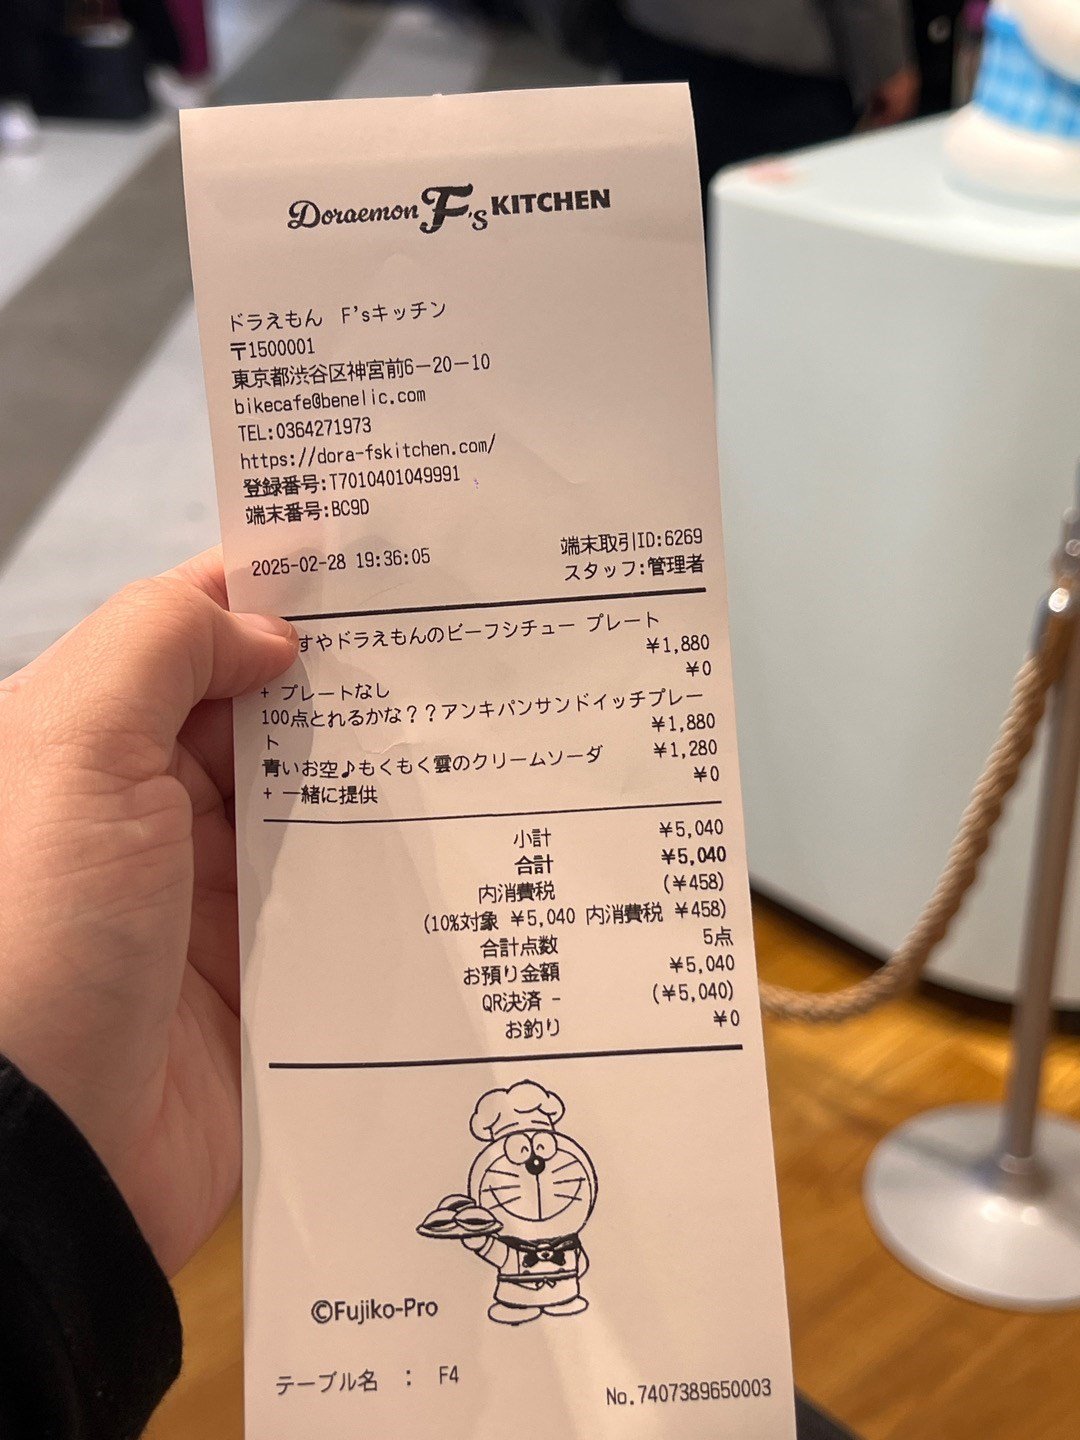 Doraemon F's KITCHEN
ドラえもん F'sキッチン
〒1500001
東京都渋谷区神宮前6－20－10
bikecafe@benelic.com
TEL:0364271973
https://dora-fskitchen.com/
登録番号:T7010401049991
端末番号:BC9D
2025-02-28 19:36:05 端末取引ID:6269
スタッフ:管理者
すやドラえもんのビーフシチュー プレート
¥1,880
+ プレートなし ¥0
100点とれるかな？？アンキパンサンドイッチプレー
ト ¥1,880
青いお空♪もくもく雲のクリームソーダ ¥1,280
+ 一緒に提供 ¥0
小計 ¥5,040
合計 ¥5,040
内消費税 (¥458)
(10%対象 ¥5,040 内消費税 ¥458)
合計点数 5点
お預り金額 ¥5,040
QR決済 - (¥5,040)
お釣り ¥0
©Fujiko-Pro
テーブル名 : F4
No.7407389650003